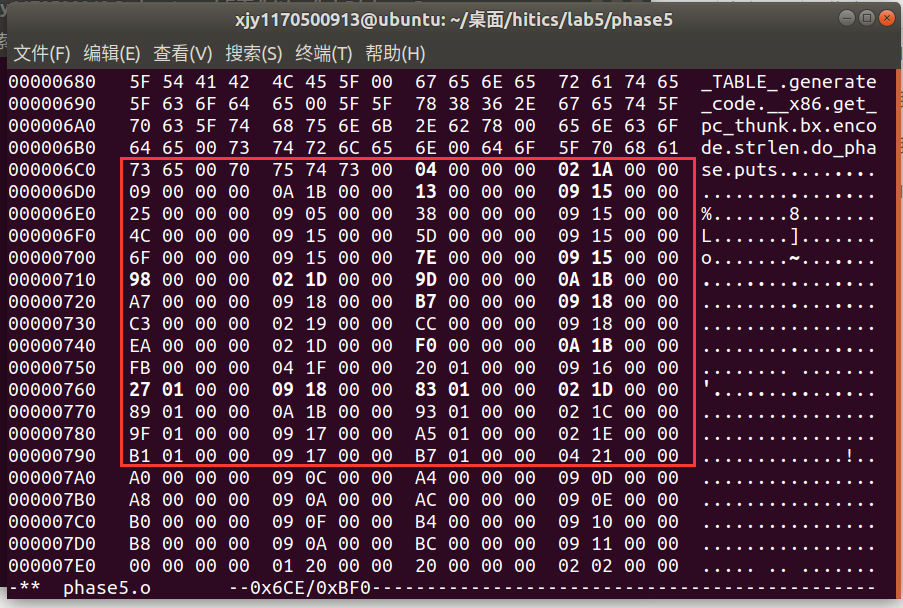 xjy1170500913@ubuntu: ~/桌面/hitics/lab5/phase5
文件(F) 编辑(E) 查看(V) 搜索(S) 终端(T) 帮助(H)
00000680 5F 54 41 42 4C 45 5F 00 67 65 6E 65 72 61 74 65 _TABLE_.generate
00000690 5F 63 6F 64 65 00 5F 5F 78 38 36 2E 67 65 74 5F _code.__x86.get_
000006A0 70 63 5F 74 68 75 6E 6B 2E 62 78 00 65 6E 63 6F pc_thunk.bx.enco
000006B0 64 65 00 73 74 72 6C 65 6E 00 64 6F 5F 70 68 61 de.strlen.do_pha
000006C0 73 65 00 70 75 74 73 00 04 00 00 00 02 1A 00 00 se.puts.........
000006D0 09 00 00 00 0A 1B 00 00 13 00 00 00 09 15 00 00 ................
000006E0 25 00 00 00 09 05 00 00 38 00 00 00 09 15 00 00 %.......8.......
000006F0 4C 00 00 00 09 15 00 00 5D 00 00 00 09 15 00 00 L.......].......
00000700 6F 00 00 00 09 15 00 00 7E 00 00 00 09 15 00 00 o.......~.......
00000710 98 00 00 00 02 1D 00 00 9D 00 00 00 0A 1B 00 00 ................
00000720 A7 00 00 00 09 18 00 00 B7 00 00 00 09 18 00 00 ................
00000730 C3 00 00 00 02 19 00 00 CC 00 00 00 09 18 00 00 ................
00000740 EA 00 00 00 02 1D 00 00 F0 00 00 00 0A 1B 00 00 ................
00000750 FB 00 00 00 04 1F 00 00 20 01 00 00 09 16 00 00 ........ .......
00000760 27 01 00 00 09 18 00 00 83 01 00 00 02 1D 00 00 '...............
00000770 89 01 00 00 0A 1B 00 00 93 01 00 00 02 1C 00 00 ................
00000780 9F 01 00 00 09 17 00 00 A5 01 00 00 02 1E 00 00 ................
00000790 B1 01 00 00 09 17 00 00 B7 01 00 00 04 21 00 00 .............!..
000007A0 A0 00 00 00 09 0C 00 00 A4 00 00 00 09 0D 00 00 ................
000007B0 A8 00 00 00 09 0A 00 00 AC 00 00 00 09 0E 00 00 ................
000007C0 B0 00 00 00 09 0F 00 00 B4 00 00 00 09 10 00 00 ................
000007D0 B8 00 00 00 09 0A 00 00 BC 00 00 00 09 11 00 00 ................
000007E0 00 00 00 00 01 20 00 00 20 00 00 00 02 02 00 00 ..... .. .......
-** phase5.o --0x6CE/0xBF0-----------------------------------------------